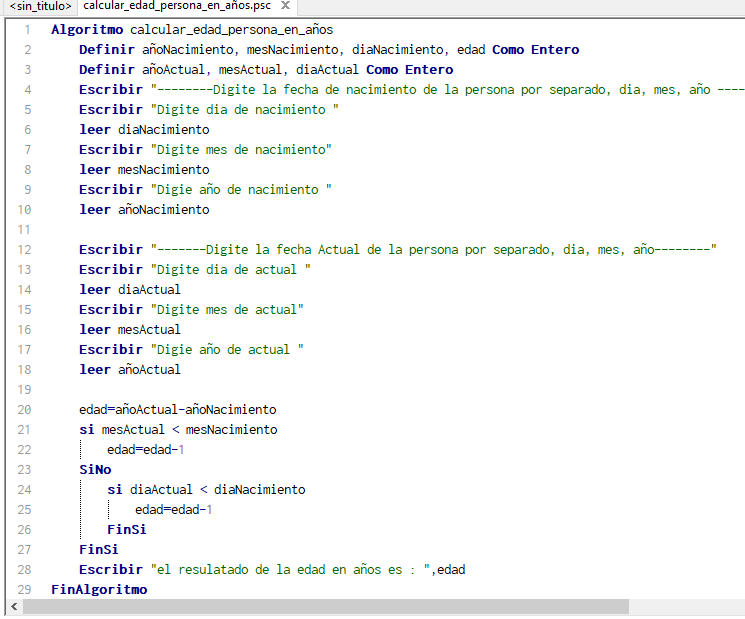 <sin_titulo> calcular_edad_persona_en_años.psc X
1 Algoritmo calcular_edad_persona_en_años
2 Definir añoNacimiento, mesNacimiento, diaNacimiento, edad Como Entero
3 Definir añoActual, mesActual, diaActual Como Entero
4 Escribir "--------Digite la fecha de nacimiento de la persona por separado, dia, mes, año ----
5 Escribir "Digite dia de nacimiento "
6 leer diaNacimiento
7 Escribir "Digite mes de nacimiento"
8 leer mesNacimiento
9 Escribir "Digie año de nacimiento "
10 leer añoNacimiento
11
12 Escribir "-------Digite la fecha Actual de la persona por separado, dia, mes, año--------"
13 Escribir "Digite dia de actual "
14 leer diaActual
15 Escribir "Digite mes de actual"
16 leer mesActual
17 Escribir "Digie año de actual "
18 leer añoActual
19
20 edad=añoActual-añoNacimiento
21 si mesActual < mesNacimiento
22 edad=edad-1
23 SiNo
24 si diaActual < diaNacimiento
25 edad=edad-1
26 FinSi
27 FinSi
28 Escribir "el resulatado de la edad en años es : ",edad
29 FinAlgoritmo